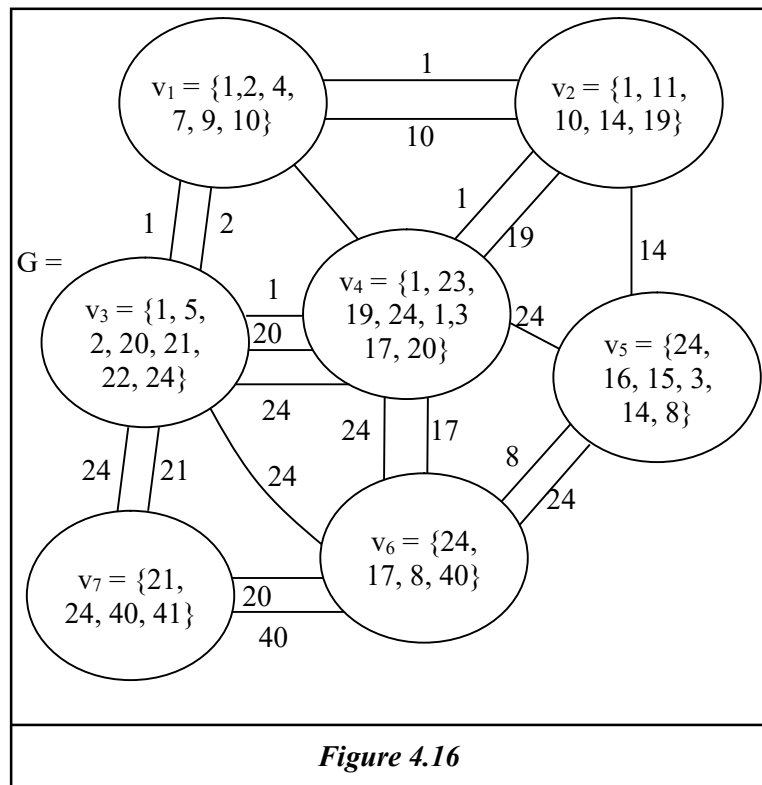 1
v₁ = {1,2, 4,
7, 9, 10}
v₂ = {1, 11,
10, 14, 19}
10
1
2
1
19
14
G =
v₃ = {1, 5,
2, 20, 21,
22, 24}
1
20
24
v₄ = {1, 23,
19, 24, 1,3
17, 20}
24
v₅ = {24,
16, 15, 3,
14, 8}
24
17
8
24
24
21
24
v₆ = {24,
17, 8, 40}
v₇ = {21,
24, 40, 41}
20
40
Figure 4.16